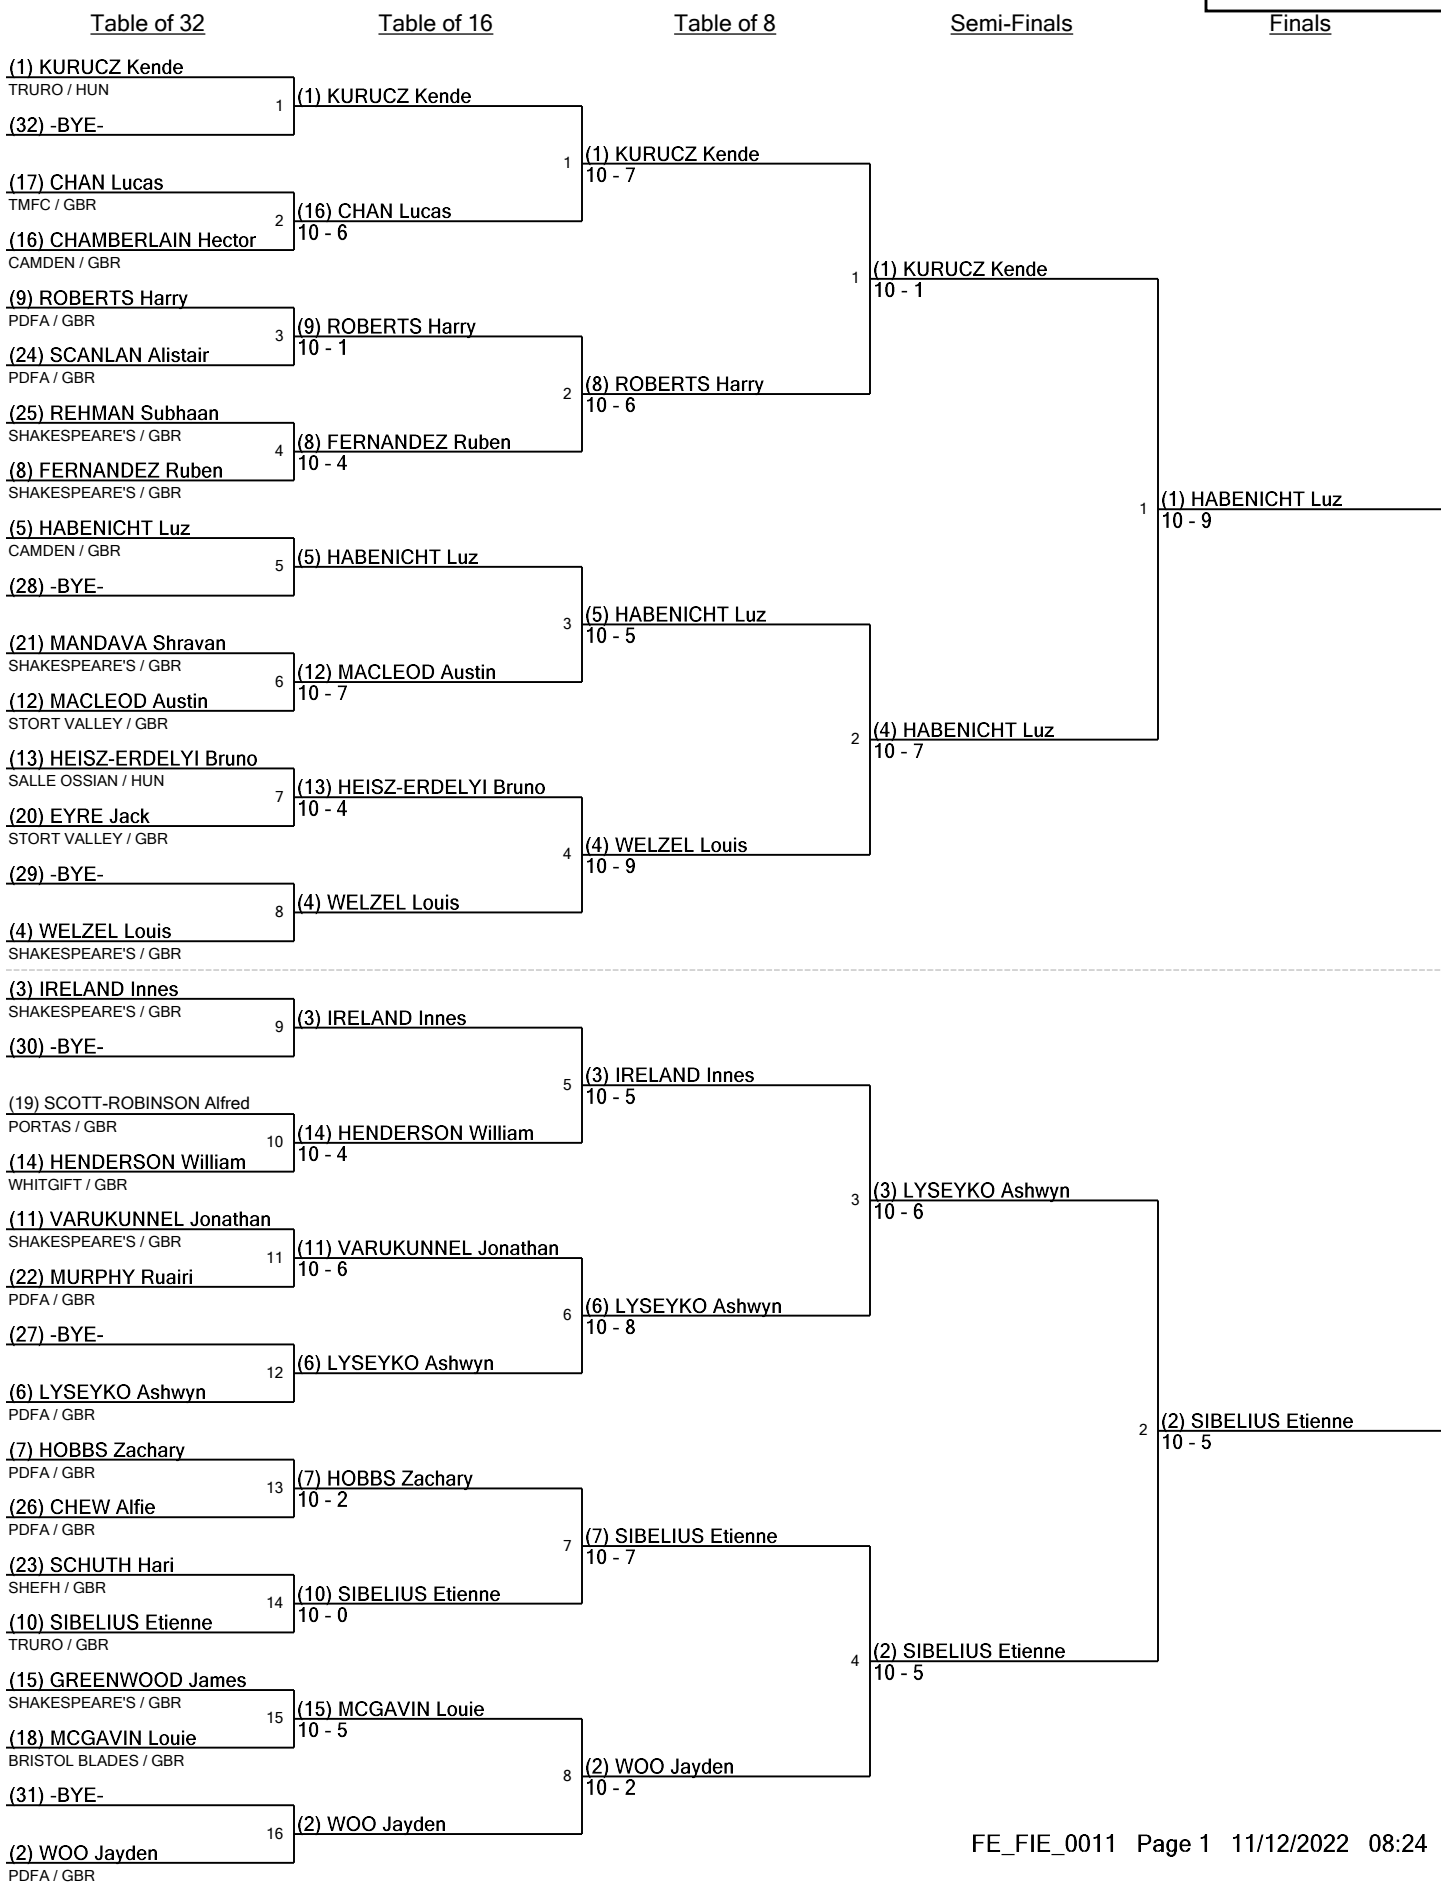 Table of 32
Table of 16
Table of 8
Semi-Finals
Finals
(1) KURUCZ Kende
TRURO / HUN
(32) -BYE-
(17) CHAN Lucas
TMFC / GBR
(16) CHAMBERLAIN Hector
CAMDEN / GBR
(9) ROBERTS Harry
PDFA / GBR
(24) SCANLAN Alistair
PDFA / GBR
(25) REHMAN Subhaan
SHAKESPEARE'S / GBR
(8) FERNANDEZ Ruben
SHAKESPEARE'S / GBR
(5) HABENICHT Luz
CAMDEN / GBR
(28) -BYE-
(21) MANDAVA Shravan
SHAKESPEARE'S / GBR
(12) MACLEOD Austin
STORT VALLEY / GBR
(13) HEISZ-ERDELYI Bruno
SALLE OSSIAN / HUN
(20) EYRE Jack
STORT VALLEY / GBR
(29) -BYE-
(4) WELZEL Louis
SHAKESPEARE'S / GBR
(3) IRELAND Innes
SHAKESPEARE'S / GBR
(30) -BYE-
(19) SCOTT-ROBINSON Alfred
PORTAS / GBR
(14) HENDERSON William
WHITGIFT / GBR
(11) VARUKUNNEL Jonathan
SHAKESPEARE'S / GBR
(22) MURPHY Ruairi
PDFA / GBR
(27) -BYE-
(6) LYSEYKO Ashwyn
PDFA / GBR
(7) HOBBS Zachary
PDFA / GBR
(26) CHEW Alfie
PDFA / GBR
(23) SCHUTH Hari
SHEFH / GBR
(10) SIBELIUS Etienne
TRURO / GBR
(15) GREENWOOD James
SHAKESPEARE'S / GBR
(18) MCGAVIN Louie
BRISTOL BLADES / GBR
(31) -BYE-
(2) WOO Jayden
PDFA / GBR
1
(1) KURUCZ Kende
2
(16) CHAN Lucas
10 - 6
3
(9) ROBERTS Harry
10 - 1
4
(8) FERNANDEZ Ruben
10 - 4
5
(5) HABENICHT Luz
6
(12) MACLEOD Austin
10 - 7
7
(13) HEISZ-ERDELYI Bruno
10 - 4
8
(4) WELZEL Louis
9
(3) IRELAND Innes
10
(14) HENDERSON William
10 - 4
11
(11) VARUKUNNEL Jonathan
10 - 6
12
(6) LYSEYKO Ashwyn
13
(7) HOBBS Zachary
10 - 2
14
(10) SIBELIUS Etienne
10 - 0
15
(15) MCGAVIN Louie
10 - 5
16
(2) WOO Jayden
1
(1) KURUCZ Kende
10 - 7
2
(8) ROBERTS Harry
10 - 6
3
(5) HABENICHT Luz
10 - 5
4
(4) WELZEL Louis
10 - 9
5
(3) IRELAND Innes
10 - 5
6
(6) LYSEYKO Ashwyn
10 - 8
7
(7) SIBELIUS Etienne
10 - 7
8
(2) WOO Jayden
10 - 2
1
(1) KURUCZ Kende
10 - 1
2
(4) HABENICHT Luz
10 - 7
3
(3) LYSEYKO Ashwyn
10 - 6
4
(2) SIBELIUS Etienne
10 - 5
1
(1) HABENICHT Luz
10 - 9
2
(2) SIBELIUS Etienne
10 - 5
FE_FIE_0011 Page 1 11/12/2022 08:24